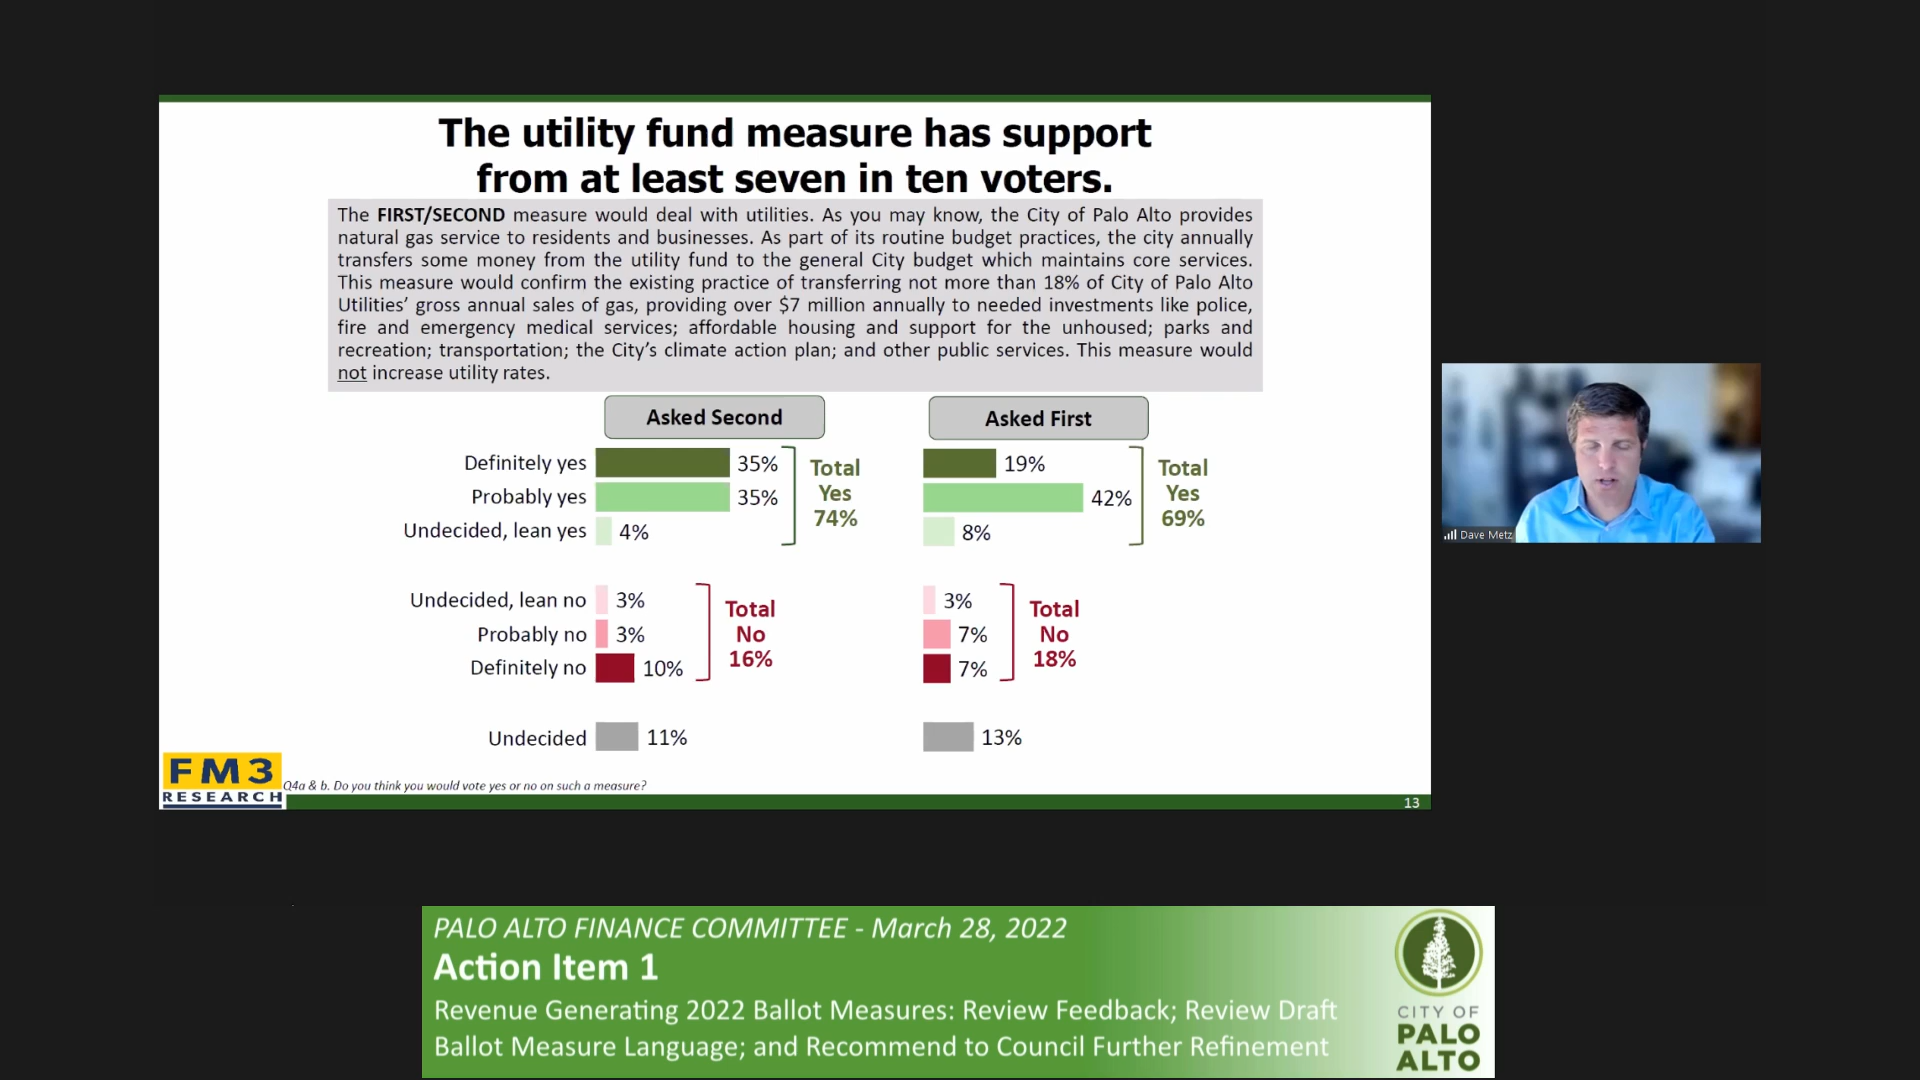 The utility fund measure has support
from at least seven in ten voters.
The FIRST/SECOND measure would deal with utilities. As you may know, the City of Palo Alto provides
natural gas service to residents and businesses. As part of its routine budget practices, the city annually
transfers some money from the utility fund to the general City budget which maintains core services.
This measure would confirm the existing practice of transferring not more than 18% of City of Palo Alto
Utilities’ gross annual sales of gas, providing over $7 million annually to needed investments like police,
fire and emergency medical services; affordable housing and support for the unhoused; parks and
recreation; transportation; the City’s climate action plan; and other public services. This measure would
not increase utility rates.
Asked Second
Asked First
Definitely yes 35% 19%
Probably yes 35% 42%
Undecided, lean yes 4% 8%
Total
Yes
74%
Total
Yes
69%
Undecided, lean no 3% 3%
Probably no 3% 7%
Definitely no 10% 7%
Total
No
16%
Total
No
18%
Undecided 11% 13%
FM3
RESEARCH
Q4a & b. Do you think you would vote yes or no on such a measure?
13
Dave Metz
PALO ALTO FINANCE COMMITTEE - March 28, 2022
Action Item 1
Revenue Generating 2022 Ballot Measures: Review Feedback; Review Draft
Ballot Measure Language; and Recommend to Council Further Refinement
CITY OF
PALO
ALTO